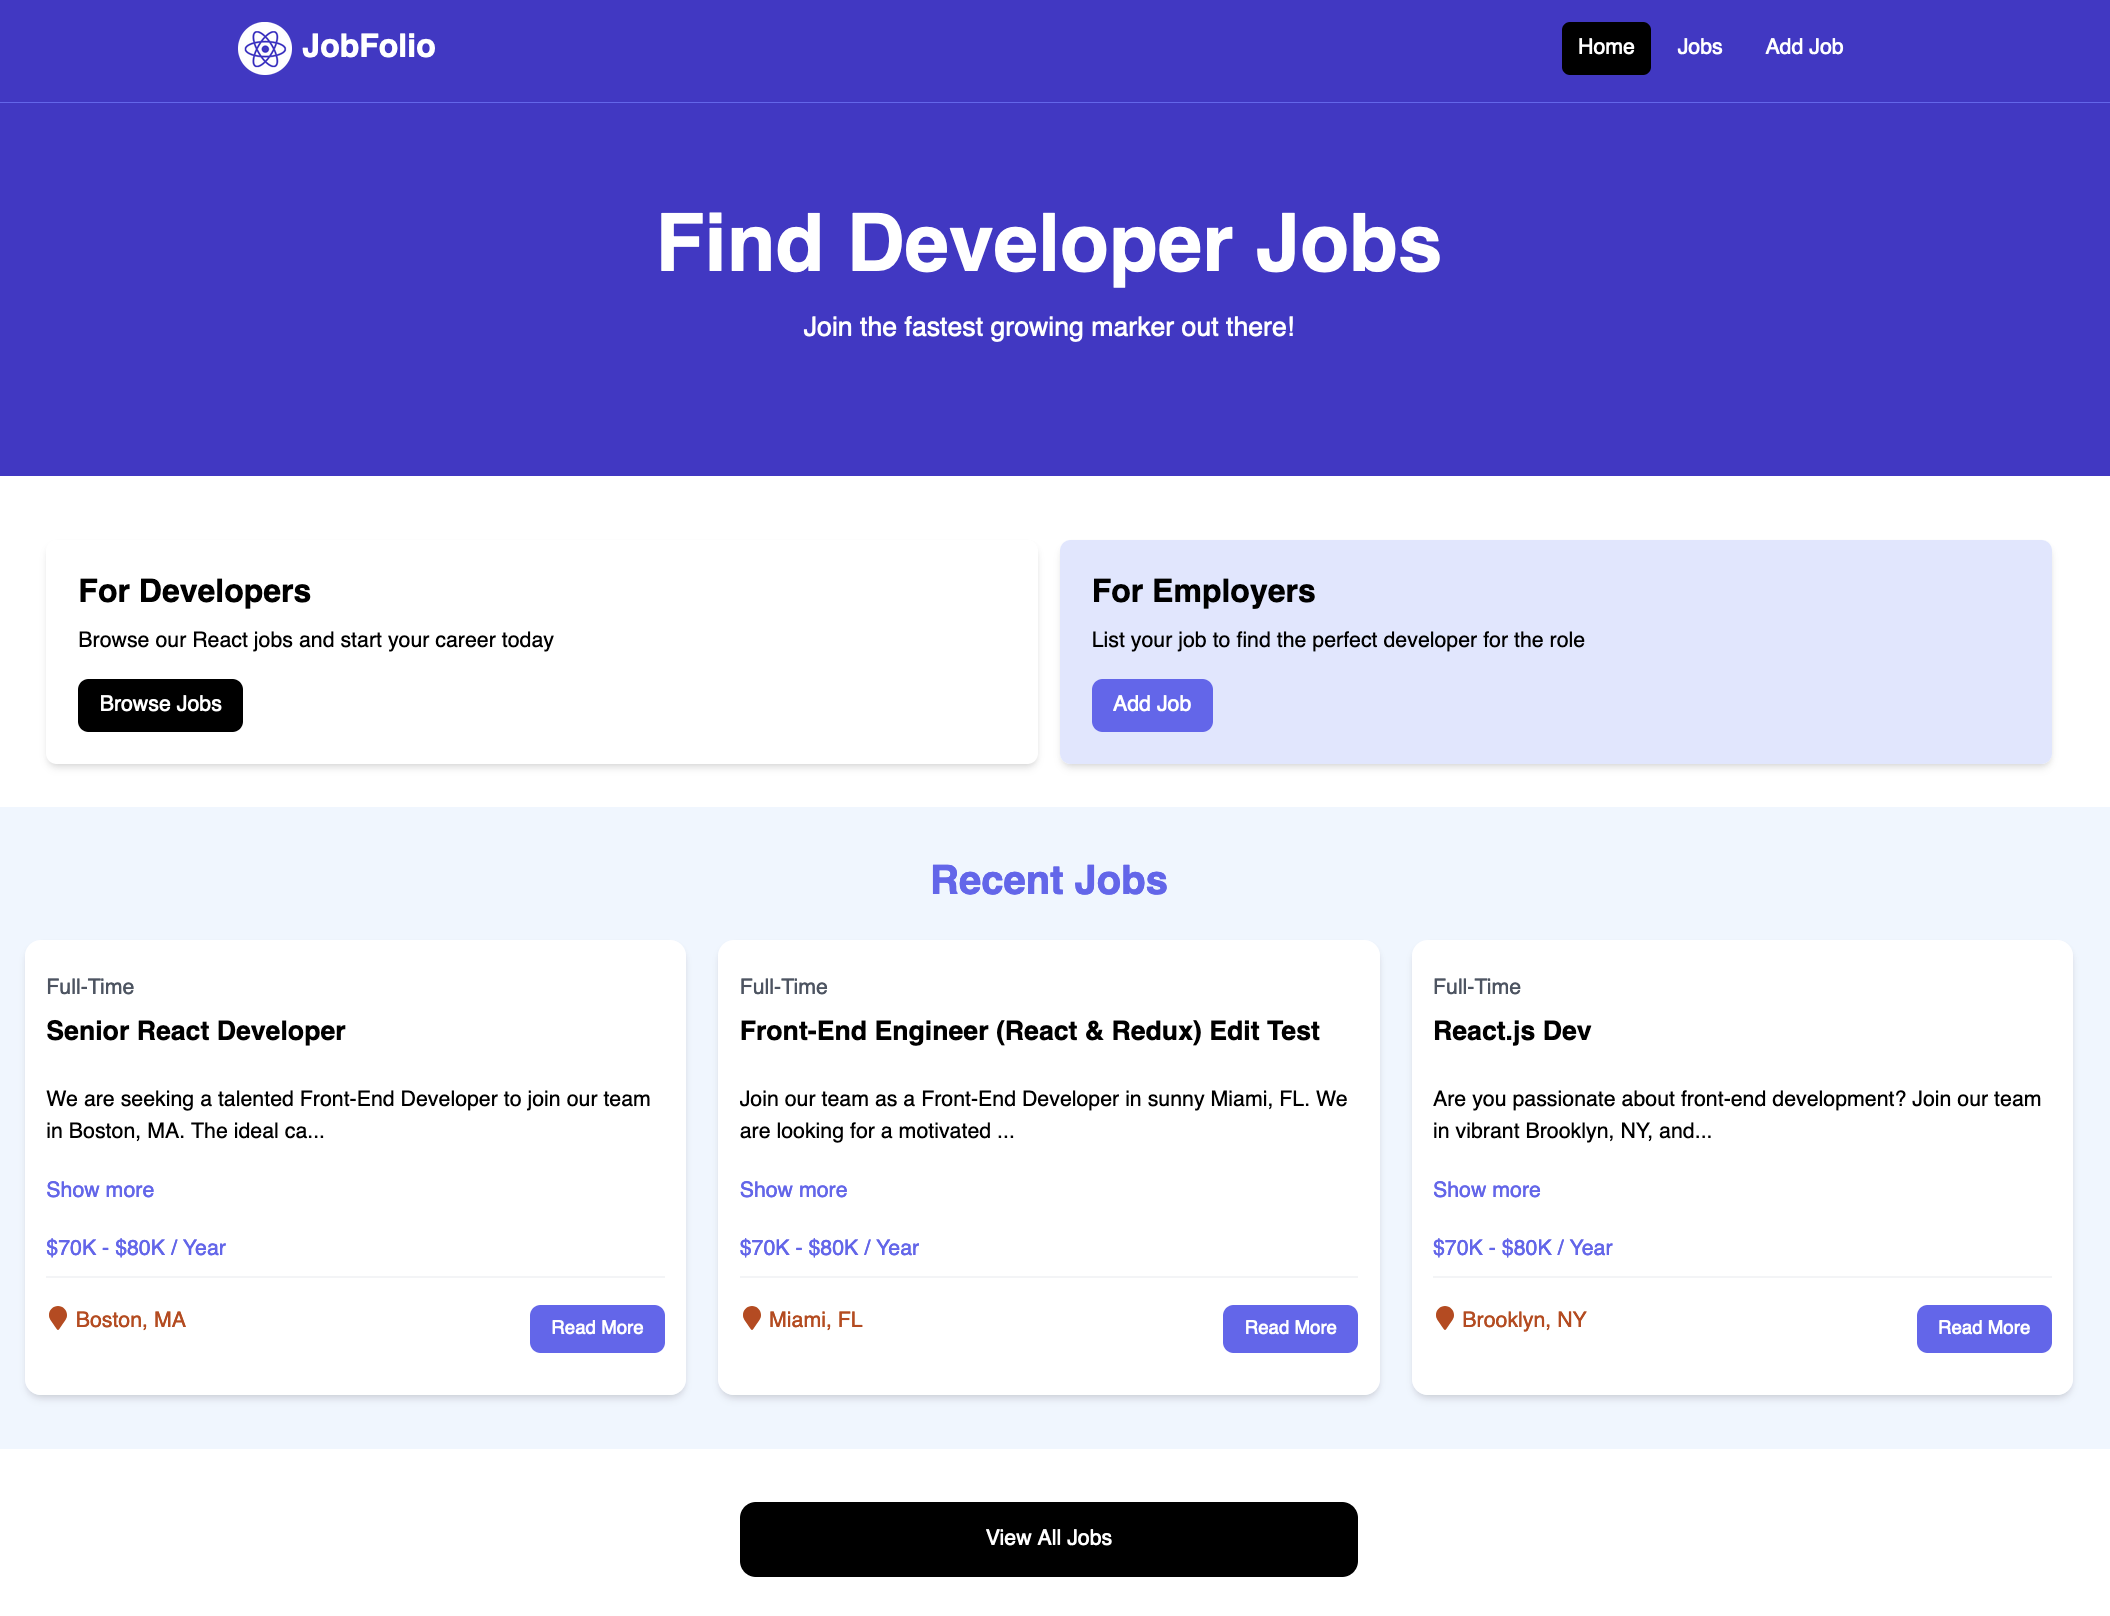 JobFolio
Home
Jobs
Add Job
Find Developer Jobs
Join the fastest growing marker out there!
For Developers
Browse our React jobs and start your career today
Browse Jobs
For Employers
List your job to find the perfect developer for the role
Add Job
Recent Jobs
Full-Time
Senior React Developer
We are seeking a talented Front-End Developer to join our team
in Boston, MA. The ideal ca...
Show more
$70K - $80K / Year
Boston, MA
Read More
Full-Time
Front-End Engineer (React & Redux) Edit Test
Join our team as a Front-End Developer in sunny Miami, FL. We
are looking for a motivated ...
Show more
$70K - $80K / Year
Miami, FL
Read More
Full-Time
React.js Dev
Are you passionate about front-end development? Join our team
in vibrant Brooklyn, NY, and...
Show more
$70K - $80K / Year
Brooklyn, NY
Read More
View All Jobs